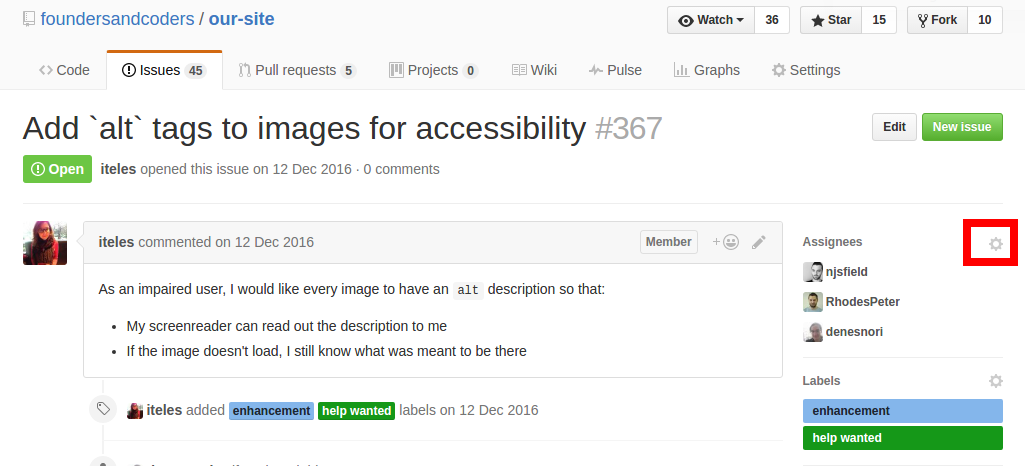 foundersandcoders / our-site
Watch 36 Star 15 Fork 10
Code Issues 45 Pull requests 5 Projects 0 Wiki Pulse Graphs Settings
Add `alt` tags to images for accessibility #367
Edit New issue
Open iteles opened this issue on 12 Dec 2016 · 0 comments
iteles commented on 12 Dec 2016 Member
As an impaired user, I would like every image to have an alt description so that:
• My screenreader can read out the description to me
• If the image doesn't load, I still know what was meant to be there
iteles added enhancement help wanted labels on 12 Dec 2016
Assignees
njsfield
RhodesPeter
denesnori
Labels
enhancement
help wanted